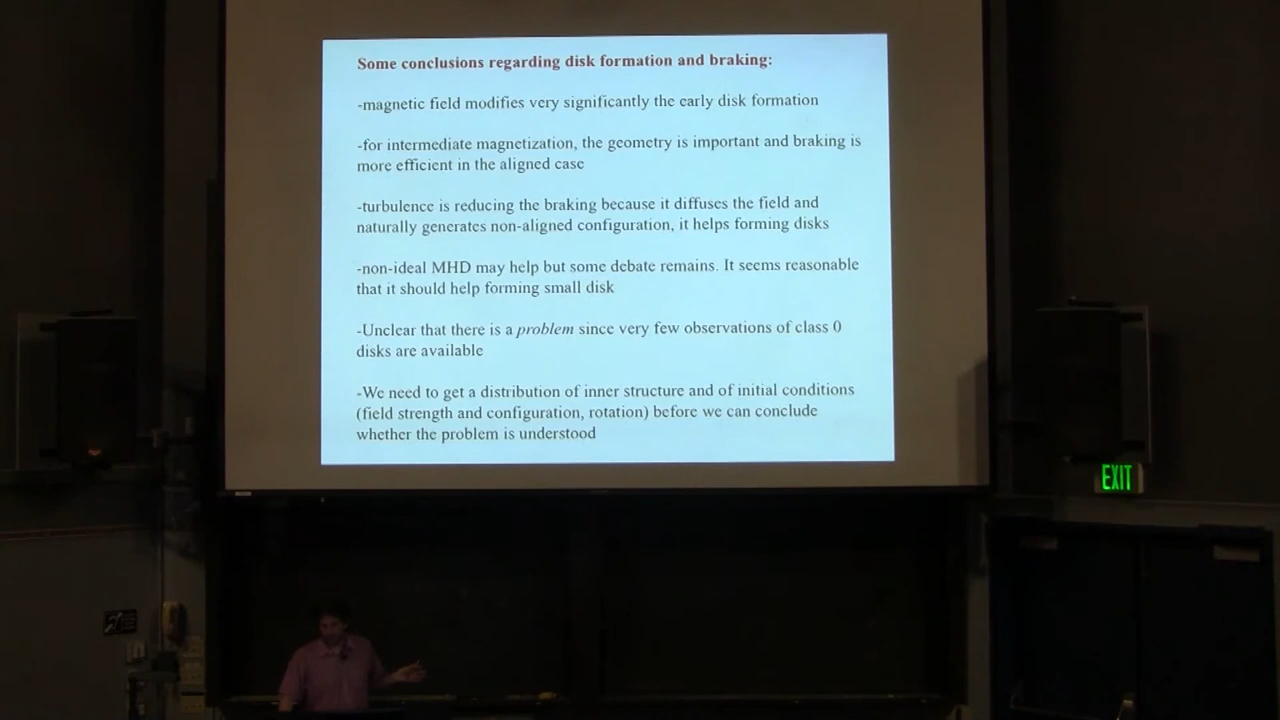 Some conclusions regarding disk formation and braking:
-magnetic field modifies very significantly the early disk formation
-for intermediate magnetization, the geometry is important and braking is
more efficient in the aligned case
-turbulence is reducing the braking because it diffuses the field and
naturally generates non-aligned configuration, it helps forming disks
-non-ideal MHD may help but some debate remains. It seems reasonable
that it should help forming small disk
-Unclear that there is a problem since very few observations of class 0
disks are available
-We need to get a distribution of inner structure and of initial conditions
(field strength and configuration, rotation) before we can conclude
whether the problem is understood
EXIT